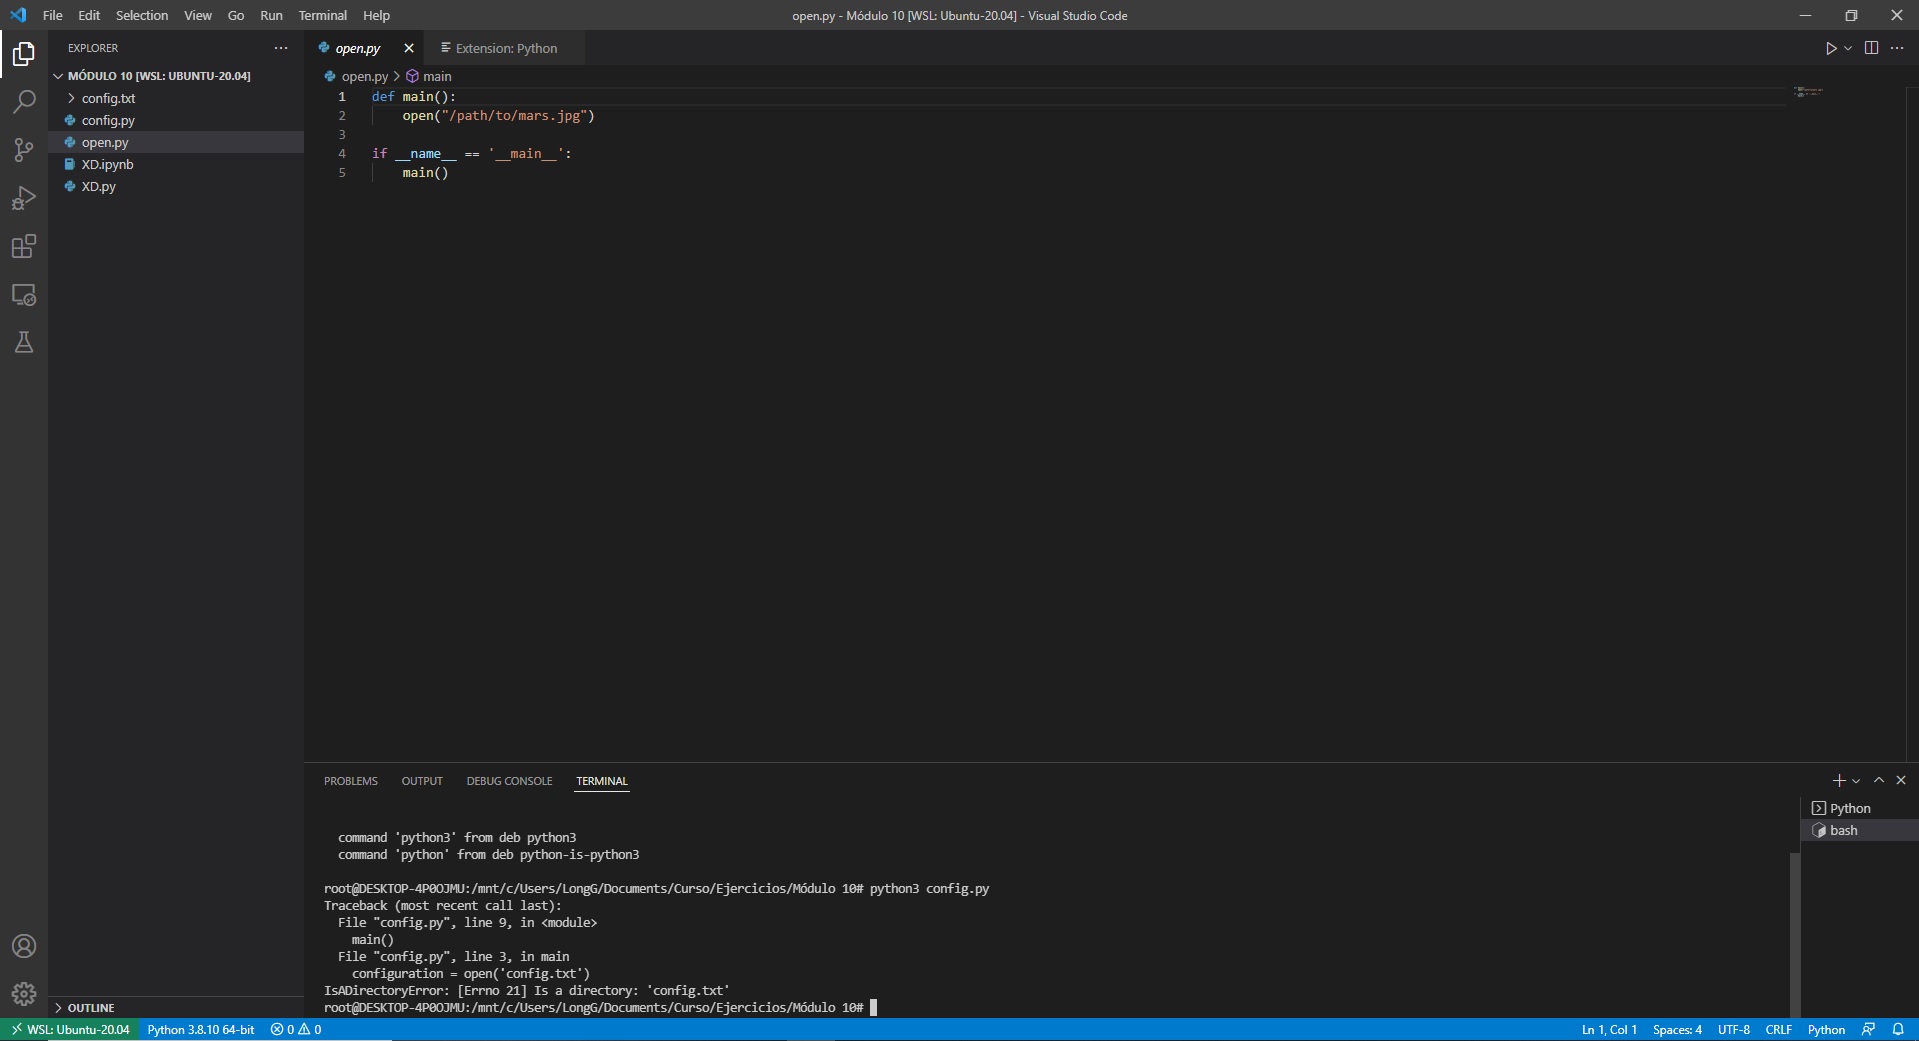 File Edit Selection View Go Run Terminal Help
open.py - Módulo 10 [WSL: Ubuntu-20.04] - Visual Studio Code
EXPLORER
MÓDULO 10 [WSL: UBUNTU-20.04]
config.txt
config.py
open.py
XD.ipynb
XD.py
OUTLINE
open.py
Extension: Python
open.py > main
1 def main():
2 open("/path/to/mars.jpg")
3
4 if __name__ == '__main__':
5 main()
PROBLEMS OUTPUT DEBUG CONSOLE TERMINAL
command 'python3' from deb python3
command 'python' from deb python-is-python3
root@DESKTOP-4P0OJMU:/mnt/c/Users/LongG/Documents/Curso/Ejercicios/Módulo 10# python3 config.py
Traceback (most recent call last):
File "config.py", line 9, in <module>
main()
File "config.py", line 3, in main
configuration = open('config.txt')
IsADirectoryError: [Errno 21] Is a directory: 'config.txt'
root@DESKTOP-4P0OJMU:/mnt/c/Users/LongG/Documents/Curso/Ejercicios/Módulo 10#
Python
bash
WSL: Ubuntu-20.04 Python 3.8.10 64-bit 0 0
Ln 1, Col 1 Spaces: 4 UTF-8 CRLF Python